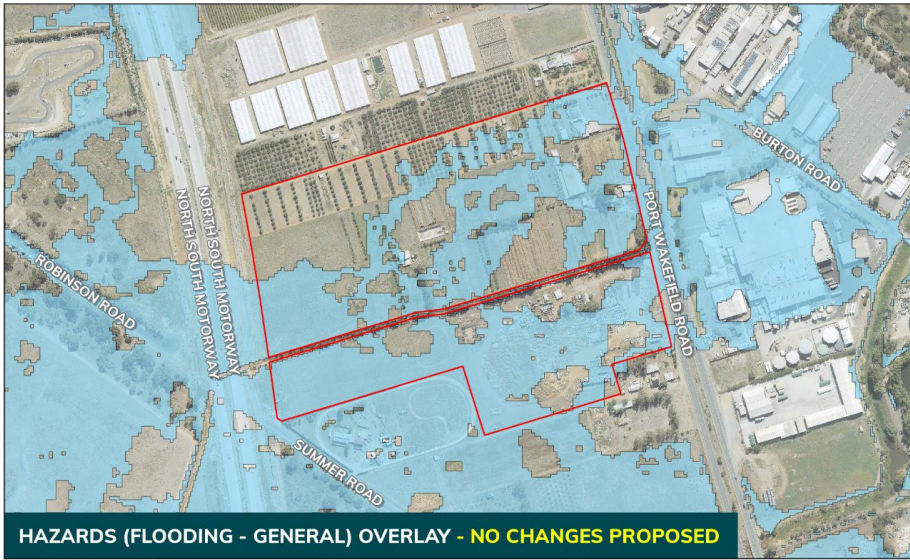 BURTON ROAD
PORT WAKEFIELD ROAD
NORTH SOUTH MOTORWAY
NORTH SOUTH MOTORWAY
ROBINSON ROAD
SUMMER ROAD
HAZARDS (FLOODING - GENERAL) OVERLAY - NO CHANGES PROPOSED